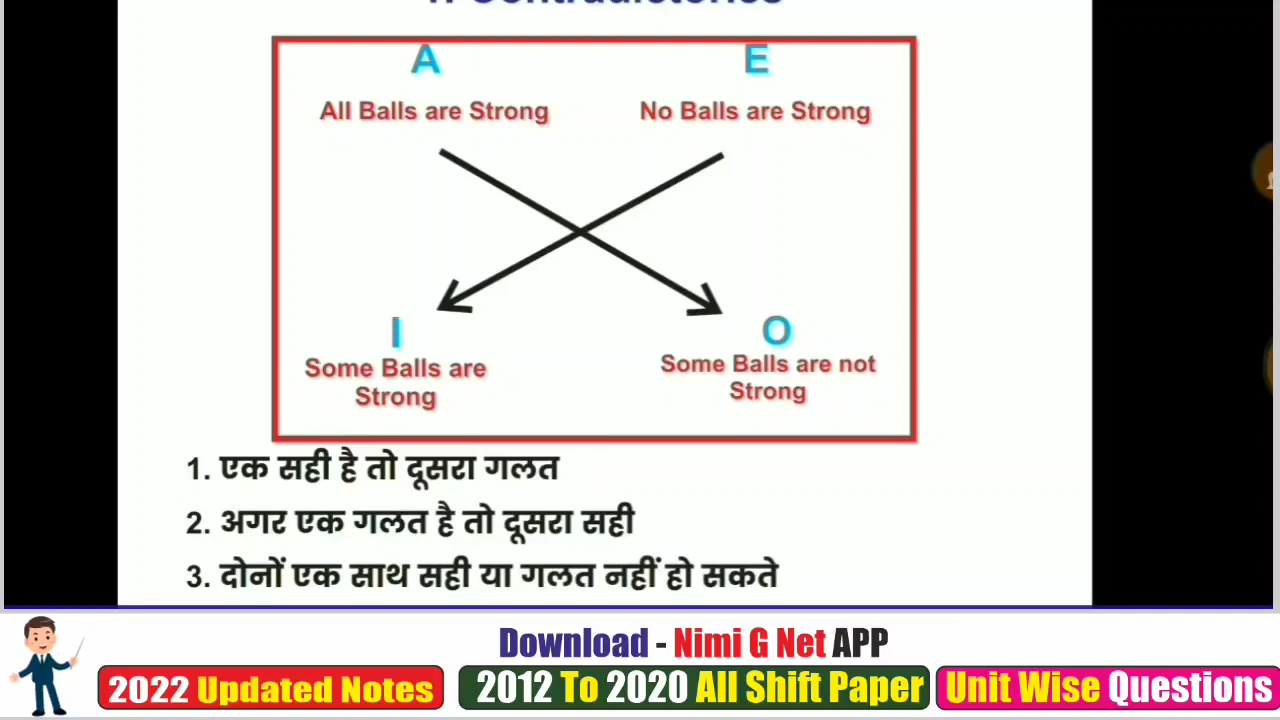 1. Contradictories
A E
All Balls are Strong No Balls are Strong
I O
Some Balls are Some Balls are not
Strong Strong
1. एक सही है तो दूसरा गलत
2. अगर एक गलत है तो दूसरा सही
3. दोनों एक साथ सही या गलत नहीं हो सकते
Download - Nimi G Net APP
2022 Updated Notes 2012 To 2020 All Shift Paper Unit Wise Questions